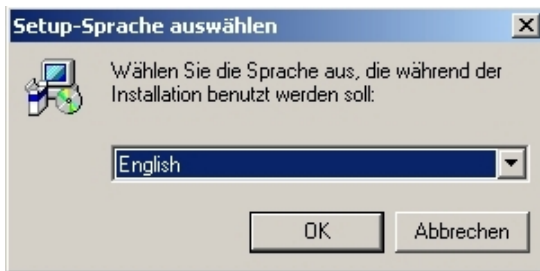 Setup-Sprache auswählen
Wählen Sie die Sprache aus, die während der
Installation benutzt werden soll:
English
OK Abbrechen